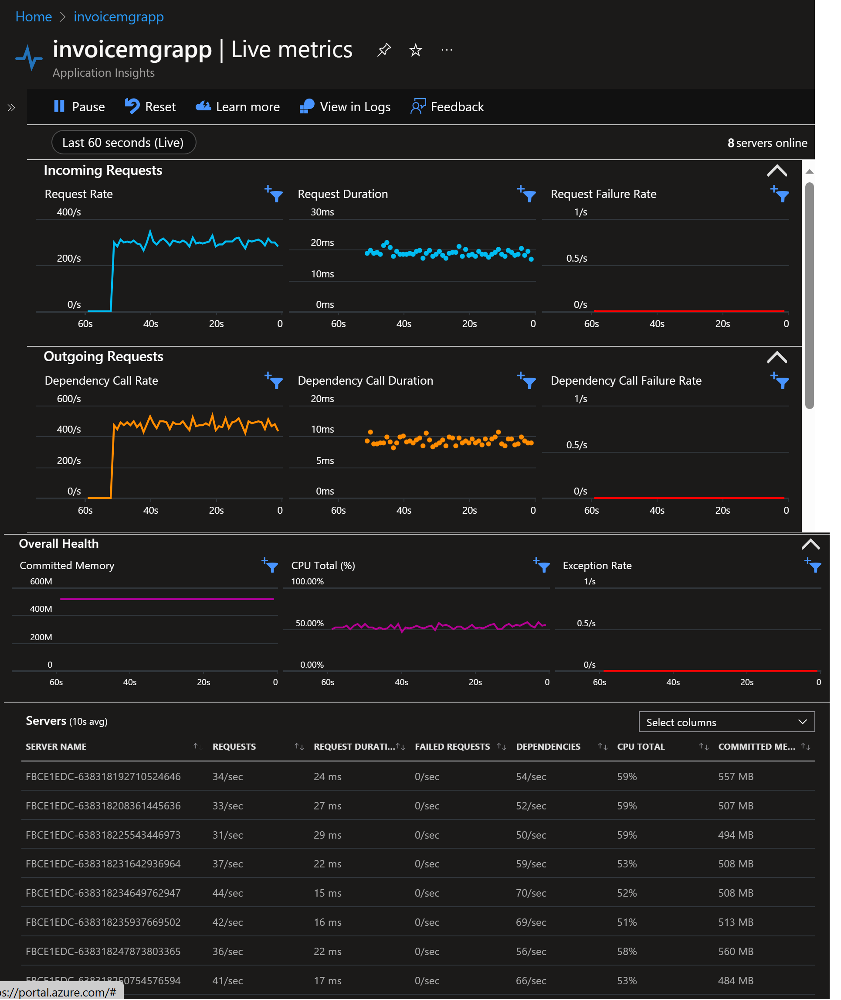 Home > invoicemgrapp
invoicemgrapp | Live metrics
Application Insights
Pause Reset Learn more View in Logs Feedback
Last 60 seconds (Live) 8 servers online
Incoming Requests
Request Rate Request Duration Request Failure Rate
400/s 30ms 1/s
20ms
200/s 0.5/s
10ms
0/s 0ms 0/s
60s 40s 20s 0 60s 40s 20s 0 60s 40s 20s 0
Outgoing Requests
Dependency Call Rate Dependency Call Duration Dependency Call Failure Rate
600/s 20ms 1/s
400/s 10ms
0.5/s
200/s 5ms
0/s 0ms 0/s
60s 40s 20s 0 60s 40s 20s 0 60s 40s 20s 0
Overall Health
Committed Memory CPU Total (%) Exception Rate
600M 100.00% 1/s
400M
50.00% 0.5/s
200M
0 0.00% 0/s
60s 40s 20s 0 60s 40s 20s 0 60s 40s 20s 0
Servers (10s avg) Select columns
SERVER NAME REQUESTS REQUEST DURATI... FAILED REQUESTS DEPENDENCIES CPU TOTAL COMMITTED ME...
FBCE1EDC-638318192710524646 34/sec 24 ms 0/sec 54/sec 59% 557 MB
FBCE1EDC-638318208361445636 33/sec 27 ms 0/sec 52/sec 59% 507 MB
FBCE1EDC-638318225543446973 31/sec 29 ms 0/sec 50/sec 59% 494 MB
FBCE1EDC-638318231642936964 37/sec 22 ms 0/sec 59/sec 53% 508 MB
FBCE1EDC-638318234649762947 44/sec 15 ms 0/sec 70/sec 52% 508 MB
FBCE1EDC-638318235937669502 42/sec 16 ms 0/sec 69/sec 51% 513 MB
FBCE1EDC-638318247873803365 36/sec 22 ms 0/sec 56/sec 58% 560 MB
FBCE1EDC-638318250754576594 41/sec 17 ms 0/sec 66/sec 53% 484 MB
ps://portal.azure.com/#